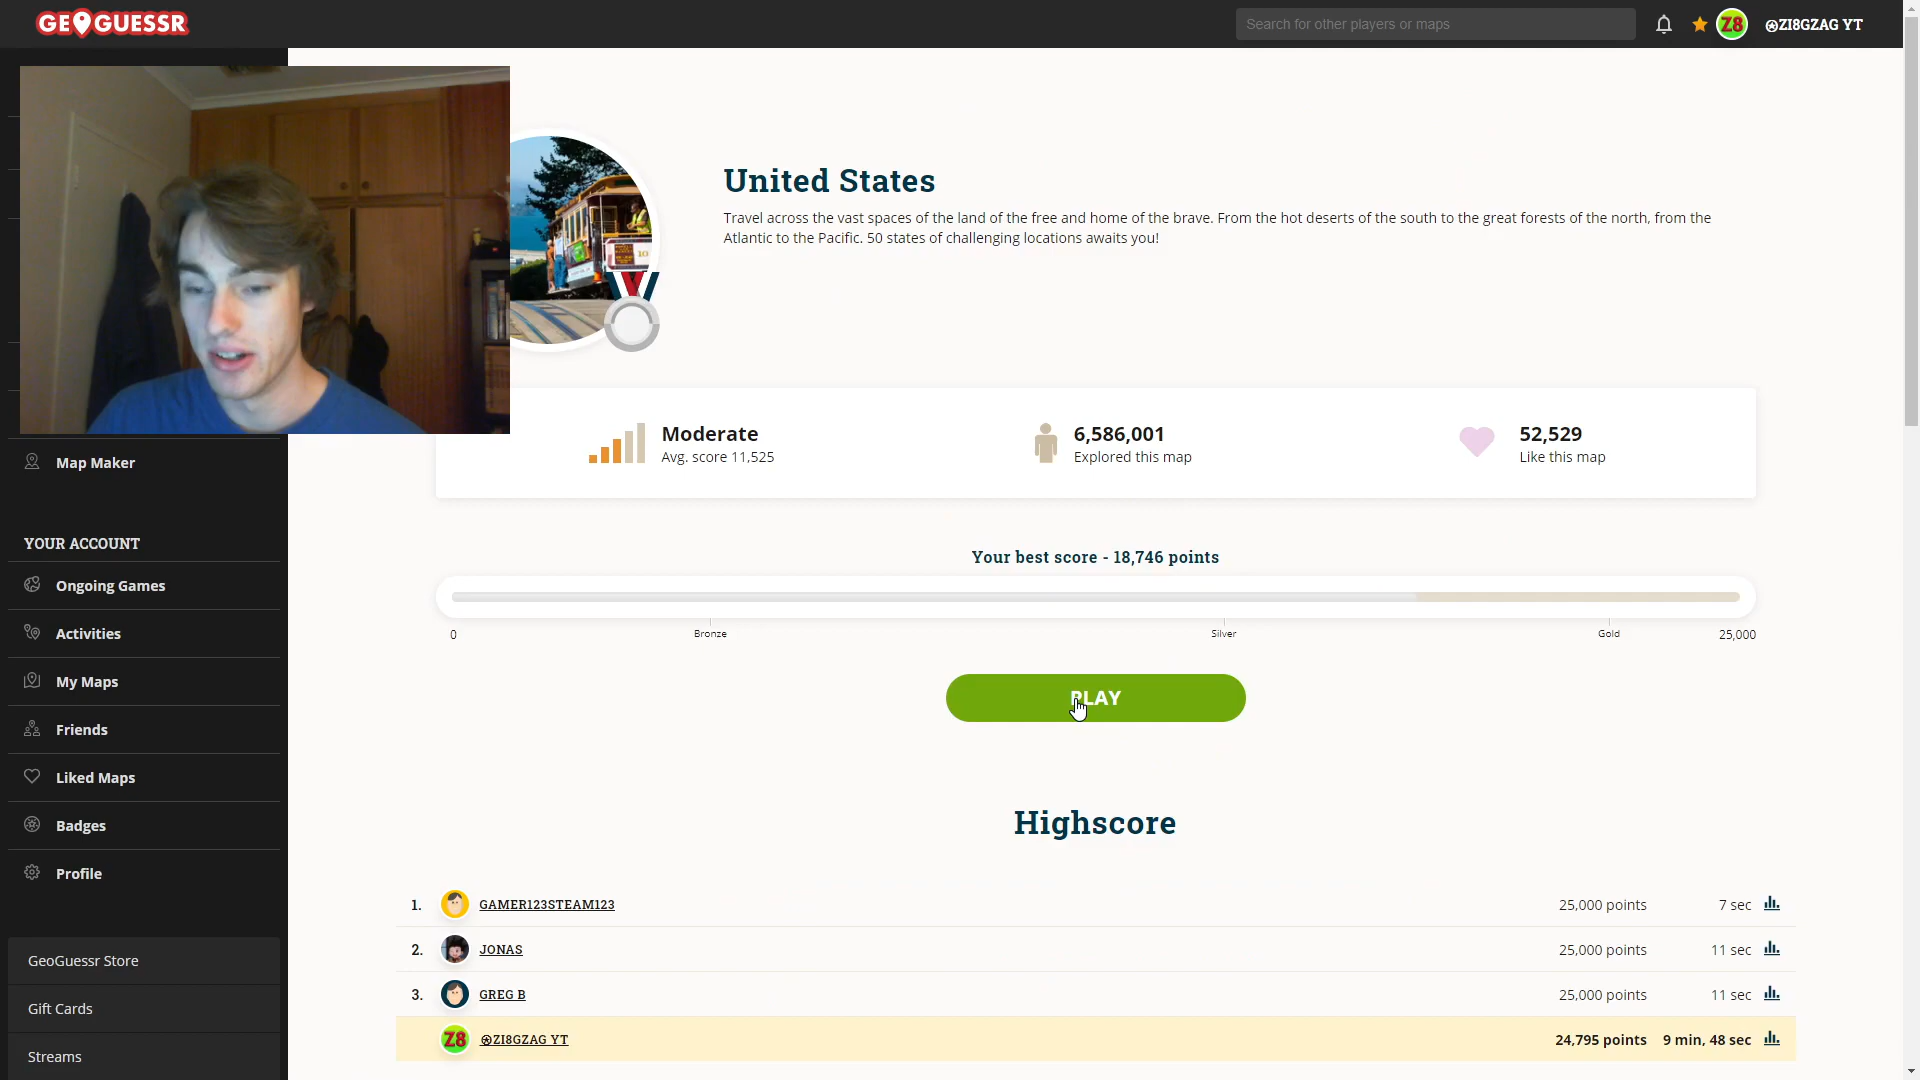 GEOGUESSR
Search for other players or maps
Z8
@ZI8GZAG YT
United States
Travel across the vast spaces of the land of the free and home of the brave. From the hot deserts of the south to the great forests of the north, from the
Atlantic to the Pacific. 50 states of challenging locations awaits you!
10
Moderate
Avg. score 11,525
6,586,001
Explored this map
52,529
Like this map
Map Maker
YOUR ACCOUNT
Ongoing Games
Activities
My Maps
Friends
Liked Maps
Badges
Profile
GeoGuessr Store
Gift Cards
Streams
Your best score - 18,746 points
0
Bronze
Silver
Gold
25,000
PLAY
Highscore
1. GAMER123STEAM123 25,000 points 7 sec
2. JONAS 25,000 points 11 sec
3. GREG B 25,000 points 11 sec
Z8 @ZI8GZAG YT 24,795 points 9 min, 48 sec